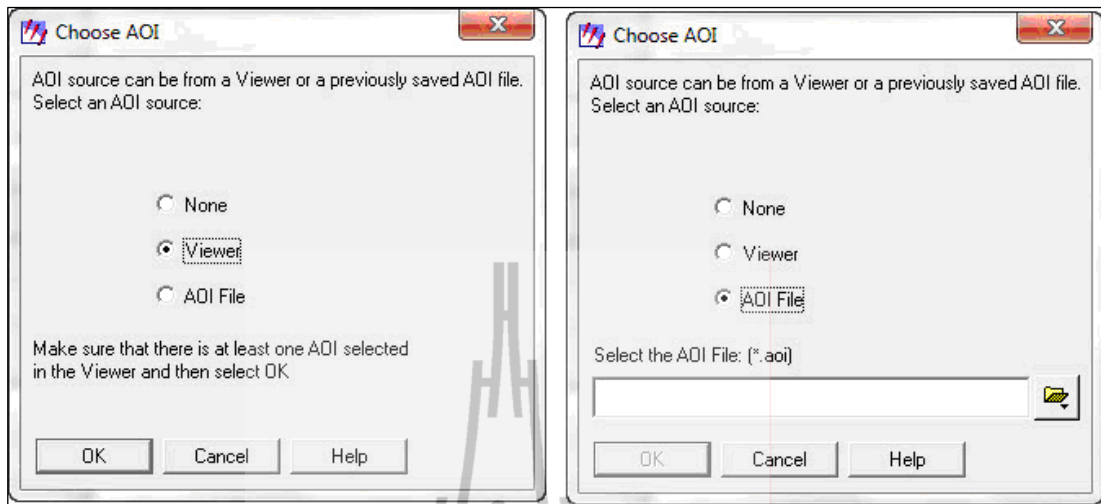 Choose AOI
AOI source can be from a Viewer or a previously saved AOI file.
Select an AOI source:
None
Viewer
AOI File
Make sure that there is at least one AOI selected
in the Viewer and then select OK
OK Cancel Help
Choose AOI
AOI source can be from a Viewer or a previously saved AOI file.
Select an AOI source:
None
Viewer
AOI File
Select the AOI File: (*.aoi)
OK Cancel Help